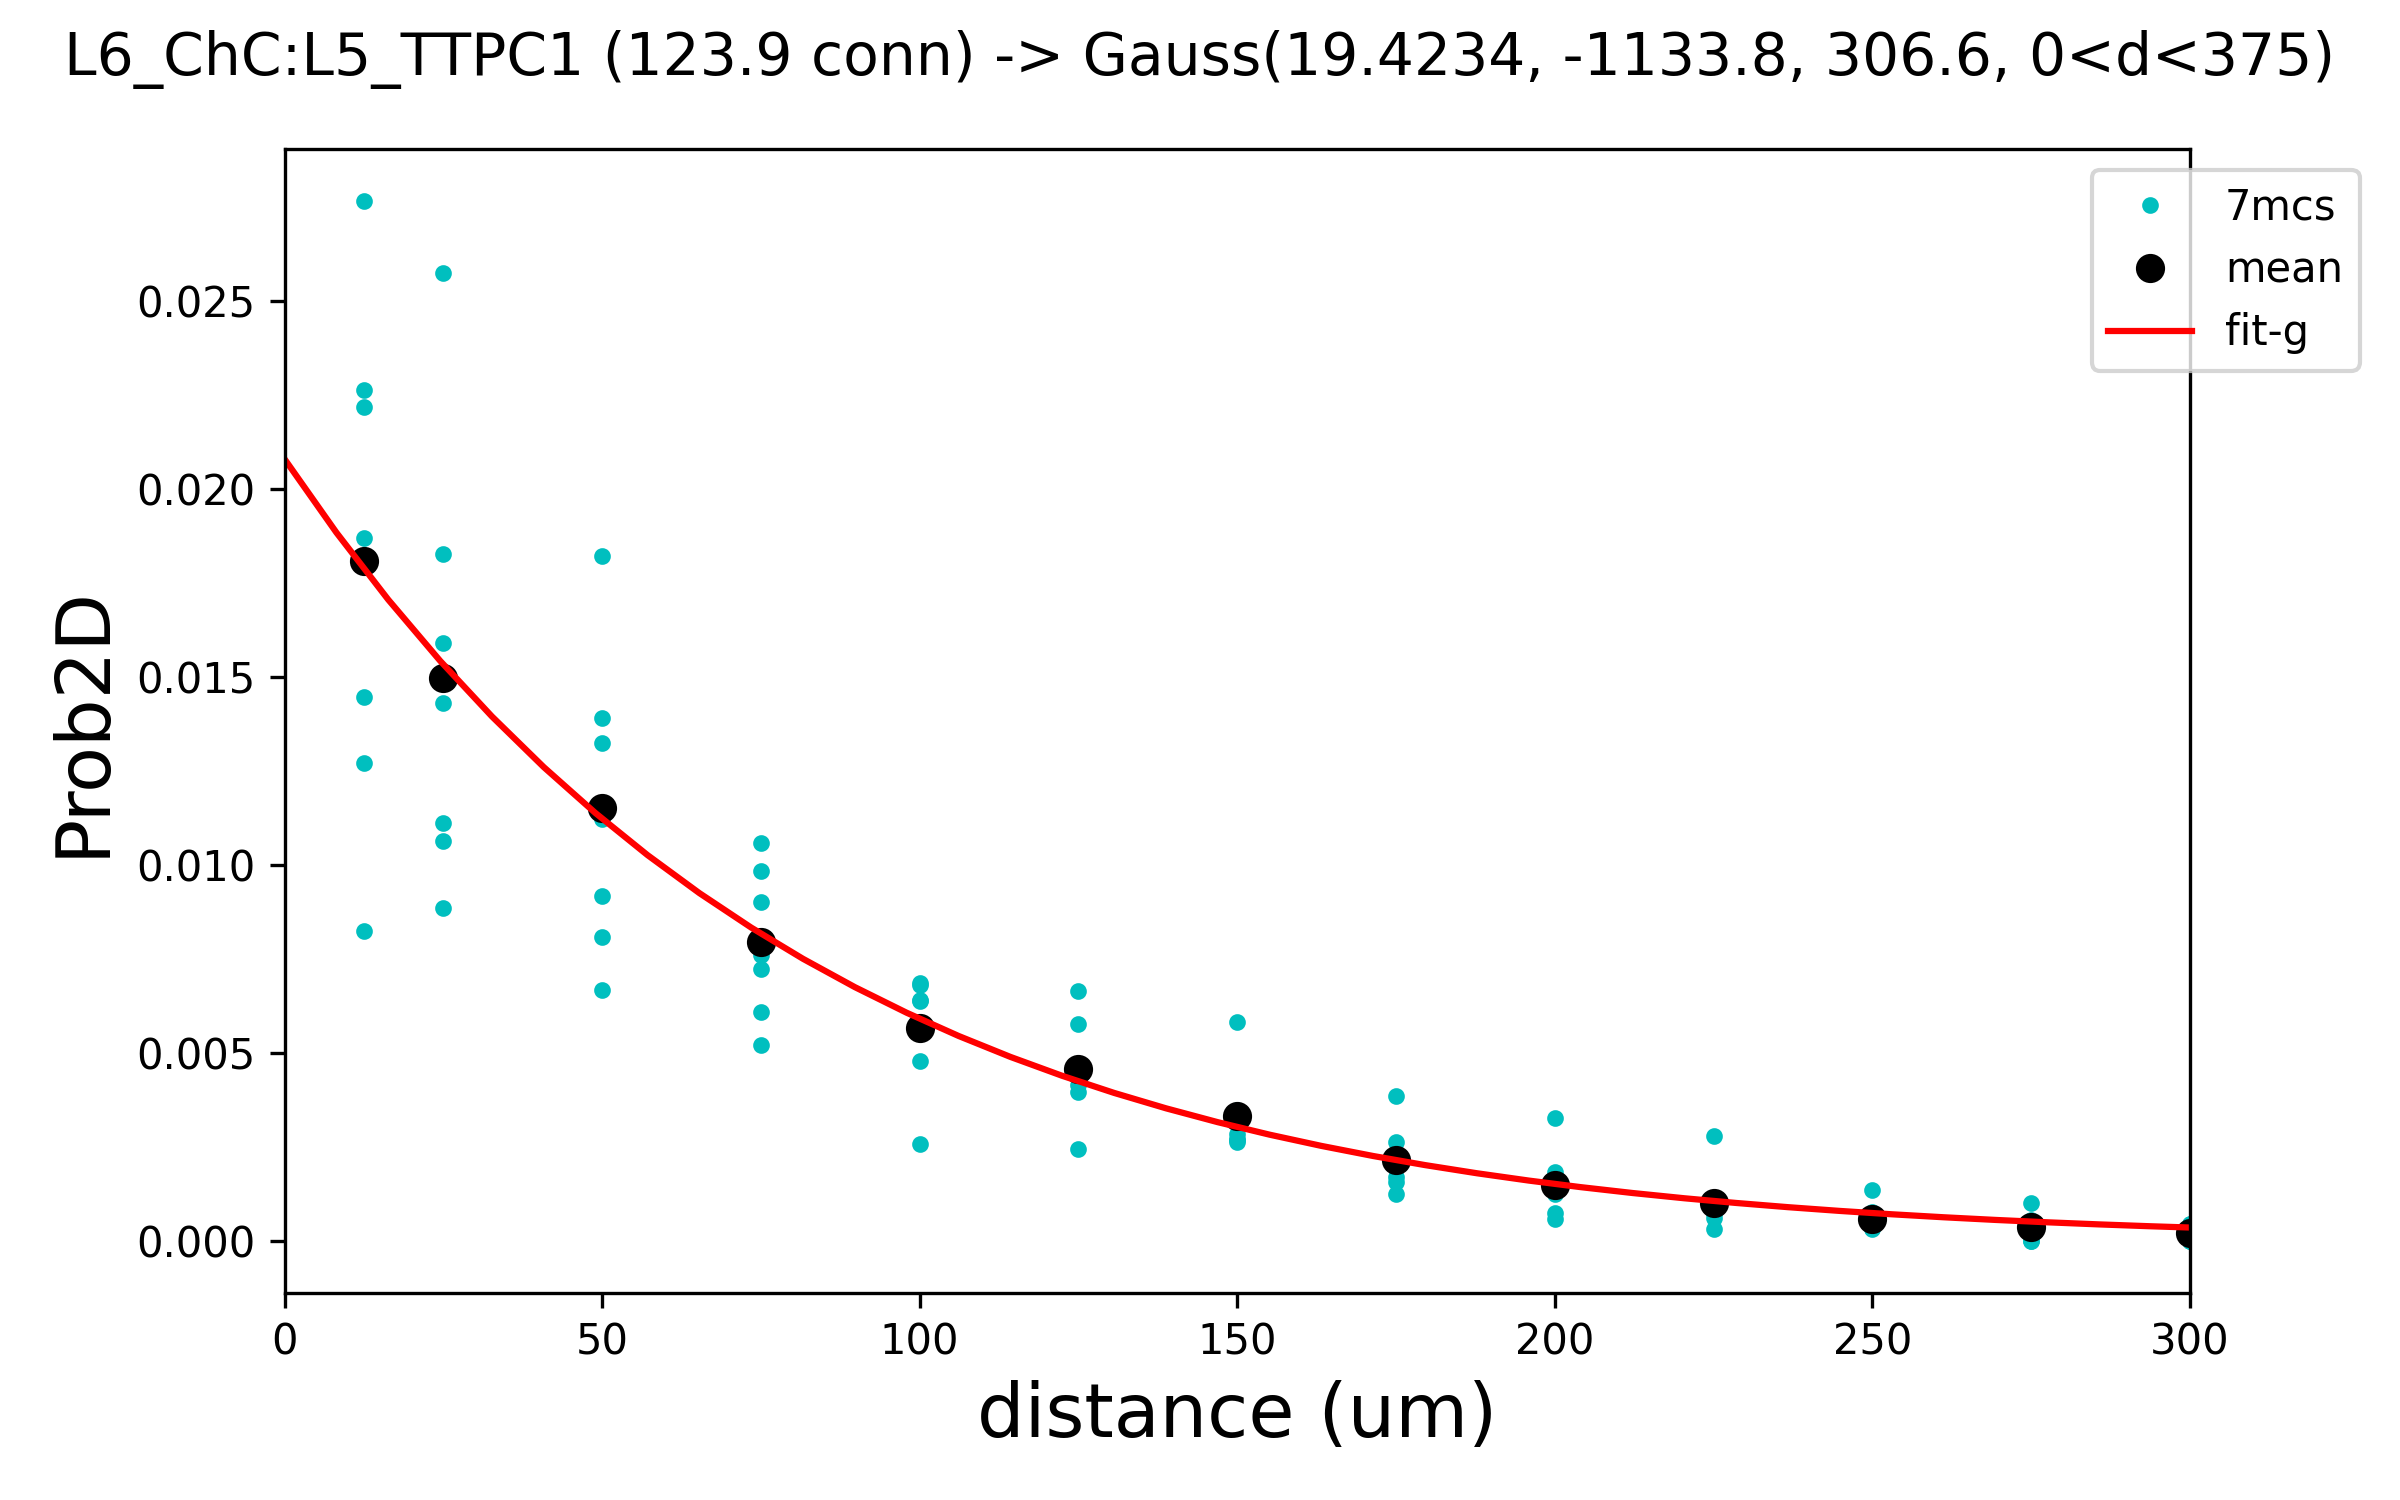 L6_ChC:L5_TTPC1 (123.9 conn) -> Gauss(19.4234, -1133.8, 306.6, 0<d<375)
7mcs
mean
fit-g
0.025
0.020
0.015
0.010
0.005
0.000
Prob2D
0 50 100 150 200 250 300
distance (um)